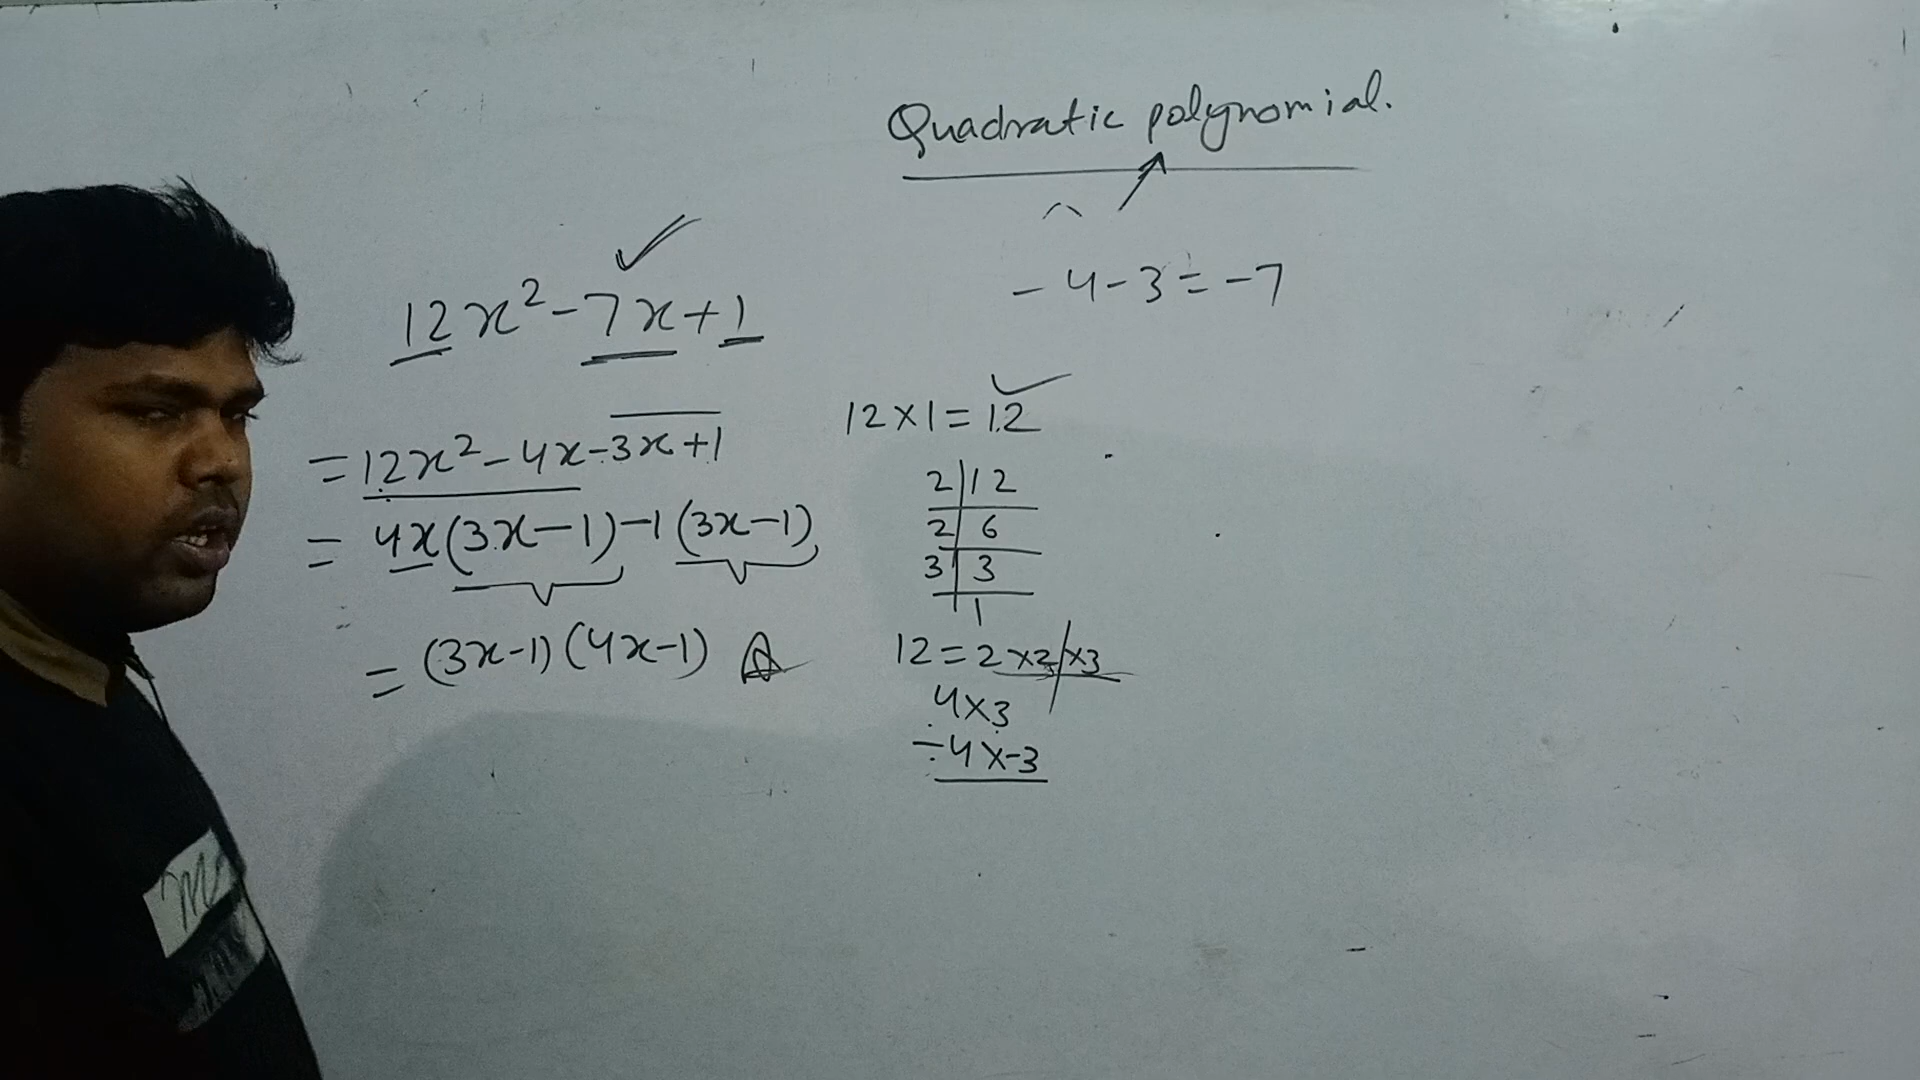 Quadratic polynomial.
12x²-7x+1
-4-3=-7
=12x²-4x-3x+1
=4x(3x-1)-1(3x-1)
=(3x-1)(4x-1)
12×1=12
2|12
2|6
3|3
1
12=2×2×3
4×3
-4×-3